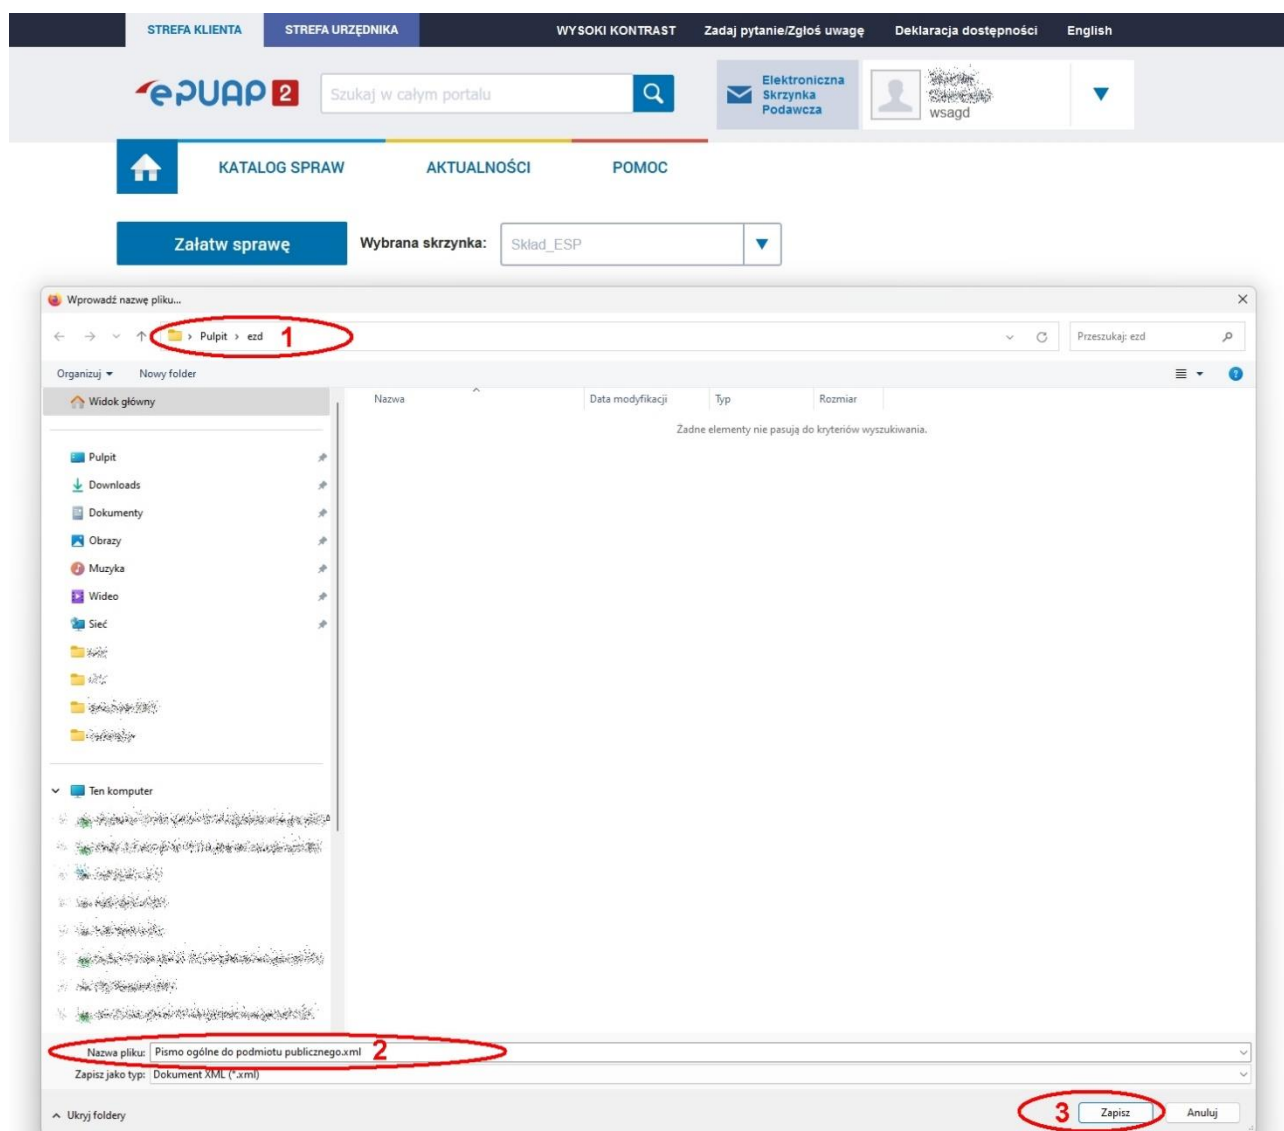 STREFA KLIENTA STREFA URZĘDNIKA WYSOKI KONTRAST Zadaj pytanie/Zgłoś uwagę Deklaracja dostępności English
ePUAP 2 Szukaj w całym portalu Elektroniczna Skrzynka Podawcza wsagd
KATALOG SPRAW AKTUALNOŚCI POMOC
Załatw sprawę Wybrana skrzynka: Skład_ESP
Wprowadź nazwę pliku...
Pulpit › ezd 1 Przeszukaj: ezd
Organizuj Nowy folder
Widok główny Nazwa Data modyfikacji Typ Rozmiar
Żadne elementy nie pasują do kryteriów wyszukiwania.
Pulpit
Downloads
Dokumenty
Obrazy
Muzyka
Wideo
Sieć
Ten komputer
Nazwa pliku: Pismo ogólne do podmiotu publicznego.xml 2
Zapisz jako typ: Dokument XML (*.xml)
Ukryj foldery 3 Zapisz Anuluj